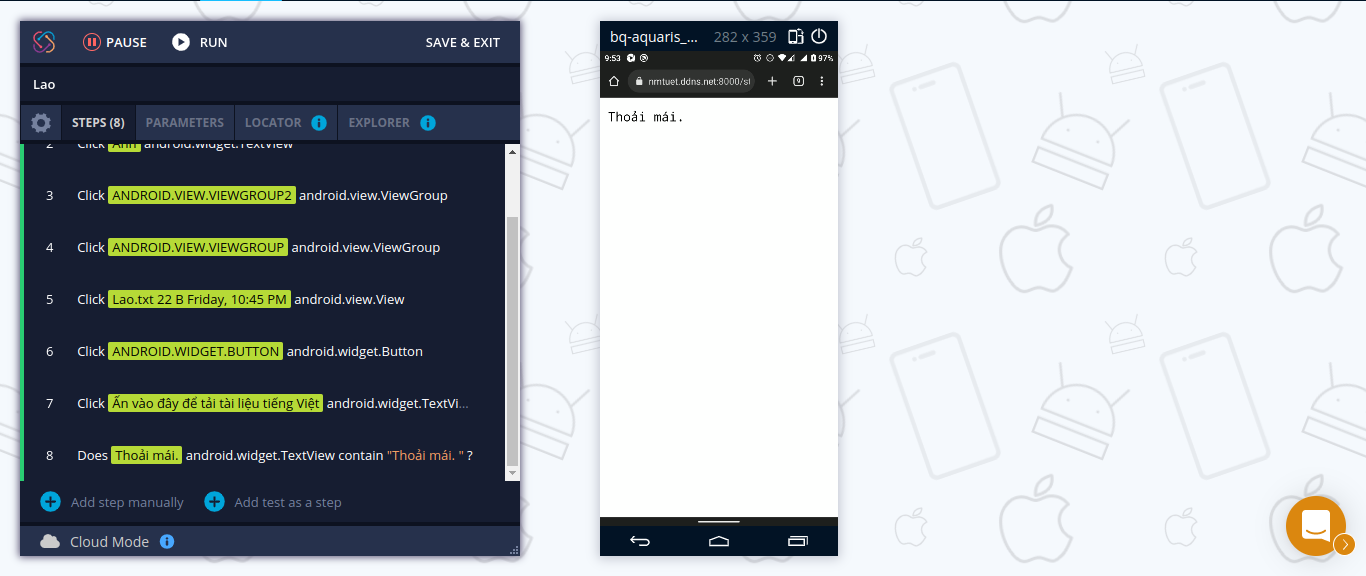 PAUSE
RUN
SAVE & EXIT
Lao
STEPS (8)
PARAMETERS
LOCATOR
EXPLORER
2 Click Anh android.widget.TextView
3 Click ANDROID.VIEW.VIEWGROUP2 android.view.ViewGroup
4 Click ANDROID.VIEW.VIEWGROUP android.view.ViewGroup
5 Click Lao.txt 22 B Friday, 10:45 PM android.view.View
6 Click ANDROID.WIDGET.BUTTON android.widget.Button
7 Click Ấn vào đây để tải tài liệu tiếng Việt android.widget.TextVi...
8 Does Thoải mái. android.widget.TextView contain "Thoải mái. " ?
Add step manually
Add test as a step
Cloud Mode
bq-aquaris_... 282 x 359
9:53
97%
nmtuet.ddns.net:8000/st
9
Thoải mái.